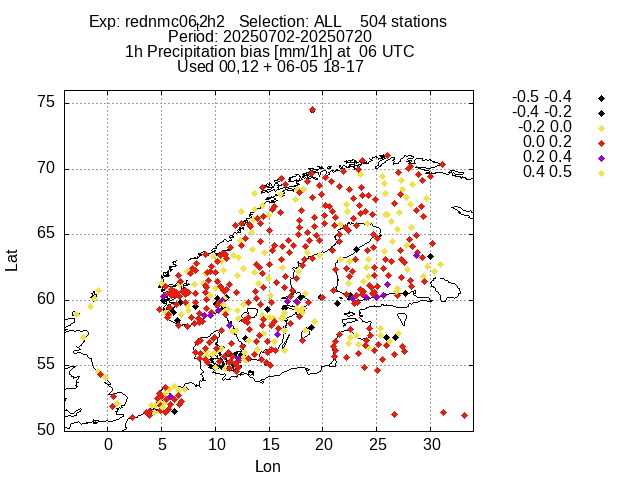 Exp: rednmc06t2h2   Selection: ALL    504 stations
Period: 20250702-20250720
1h Precipitation bias [mm/1h] at  06 UTC
Used 00,12 + 06-05 18-17
-0.5 -0.4
-0.4 -0.2
-0.2 0.0
0.0 0.2
0.2 0.4
0.4 0.5
75
70
65
60
55
50
Lat
0 5 10 15 20 25 30
Lon